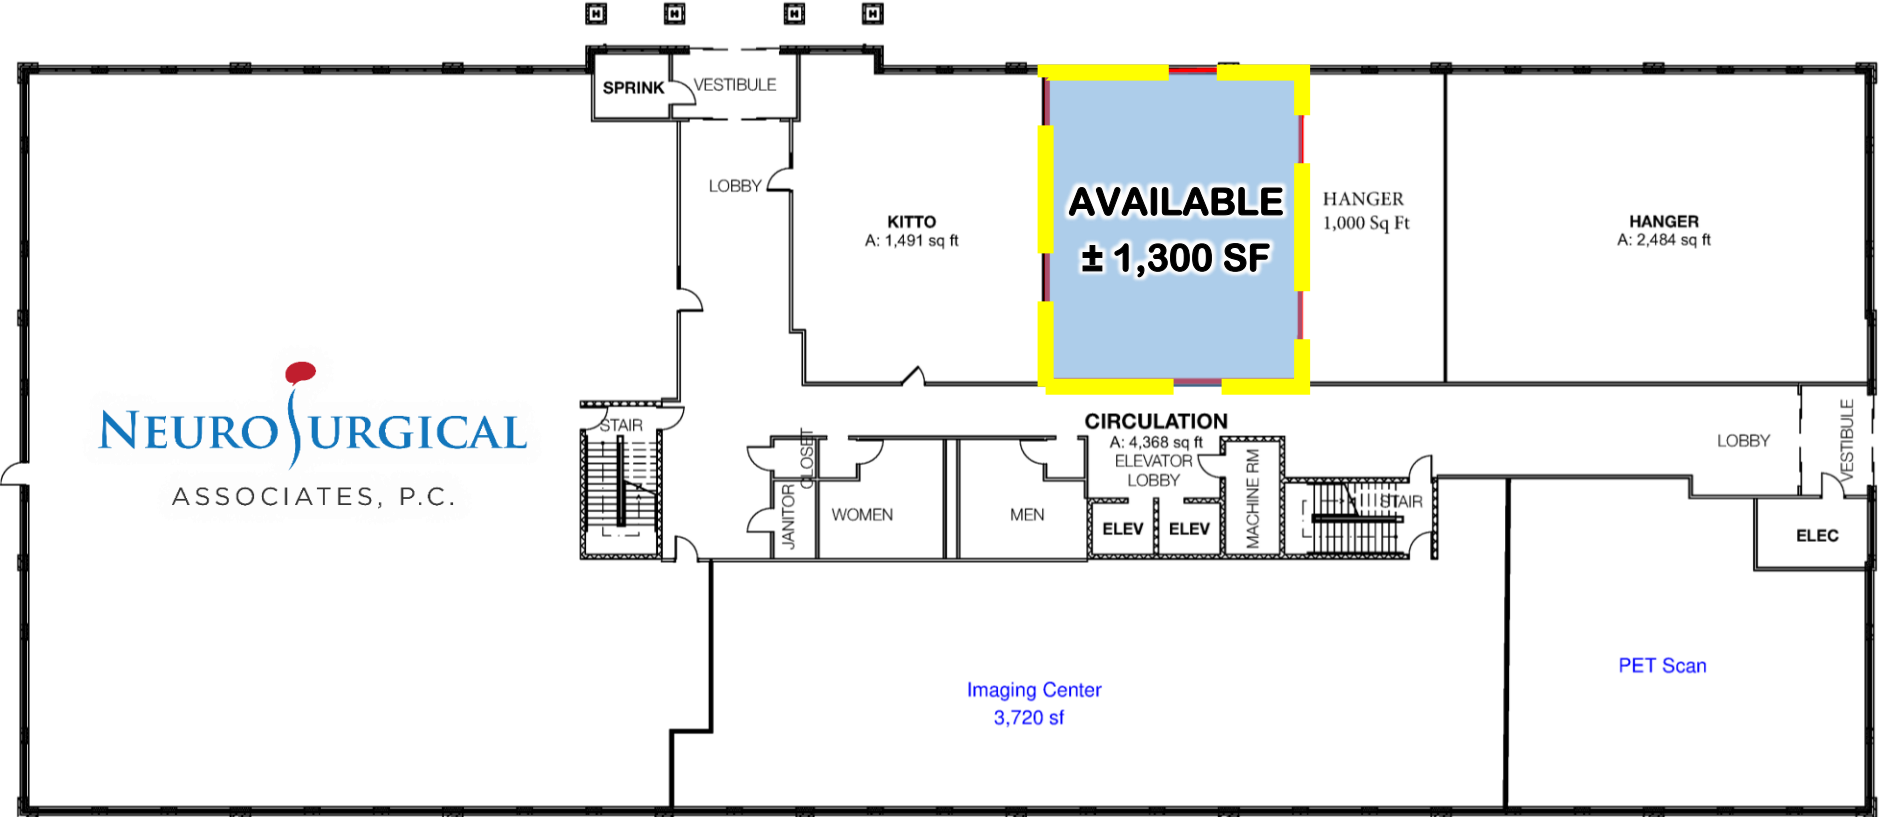 SPRINK
VESTIBULE
LOBBY
KITTO
A: 1,491 sq ft
AVAILABLE
± 1,300 SF
HANGER
1,000 Sq Ft
HANGER
A: 2,484 sq ft
NEUROSURGICAL
ASSOCIATES, P.C.
STAIR
CIRCULATION
A: 4,368 sq ft
ELEVATOR
LOBBY
CLOSET
JANITOR
WOMEN
MEN
ELEV
ELEV
MACHINE RM
STAIR
LOBBY
VESTIBULE
ELEC
Imaging Center
3,720 sf
PET Scan